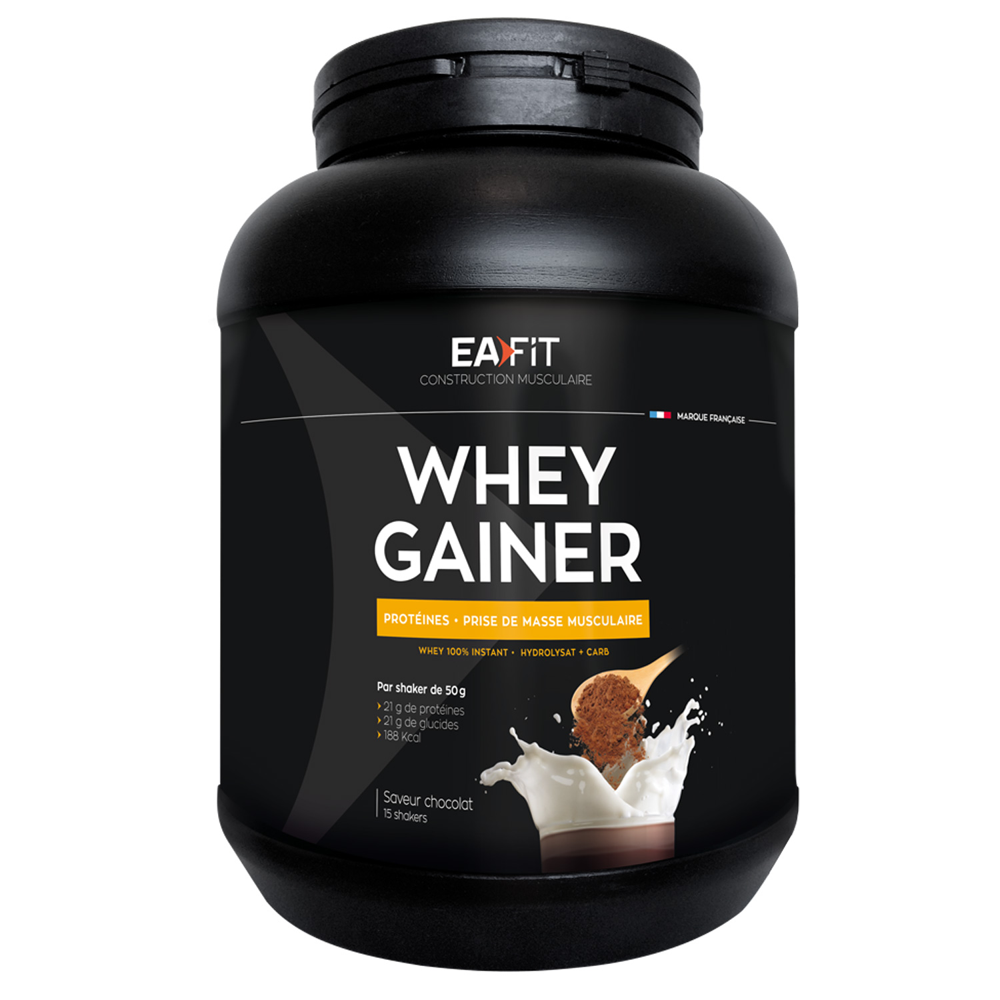 EAFiT
CONSTRUCTION MUSCULAIRE
MARQUE FRANÇAISE
WHEY
GAINER
PROTÉINES • PRISE DE MASSE MUSCULAIRE
WHEY 100% INSTANT • HYDROLYSAT + CARB
Par shaker de 50g
21 g de protéines
21 g de glucides
188 Kcal
Saveur chocolat
15 shakers